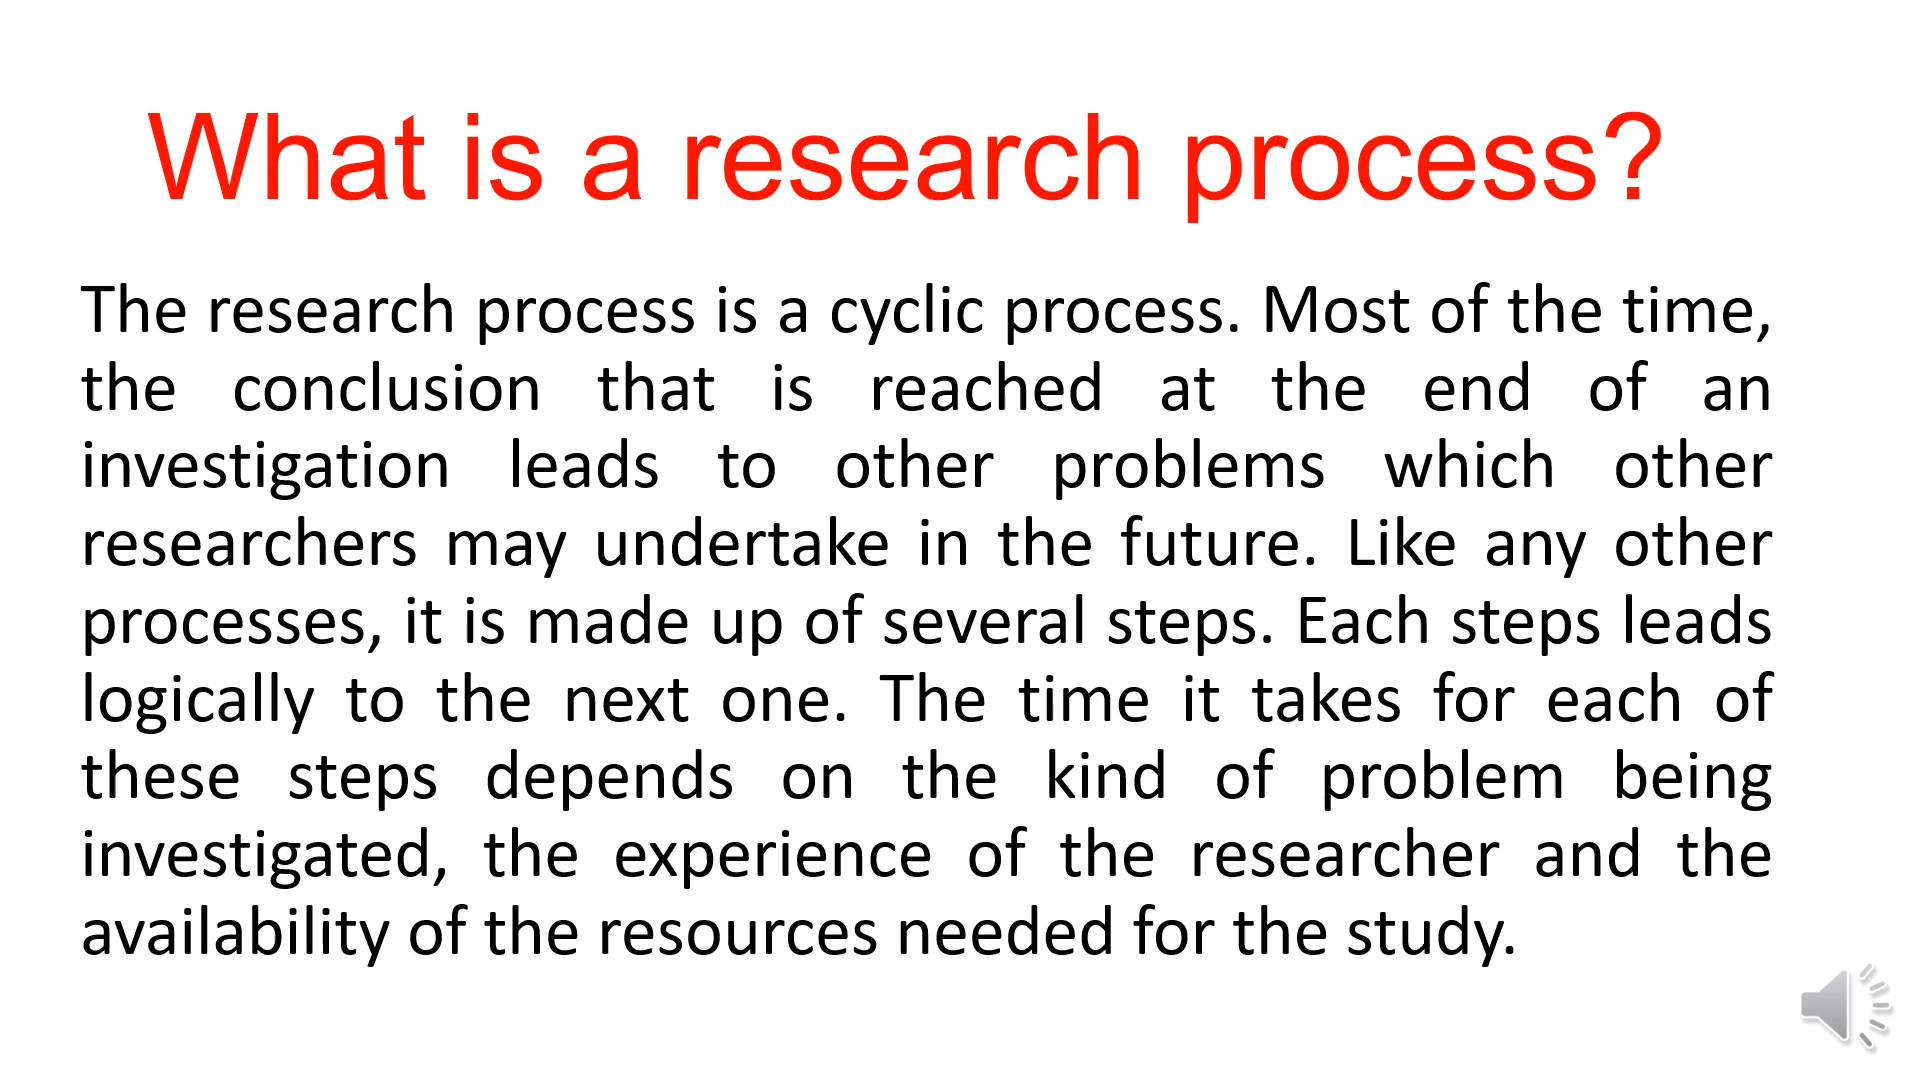 What is a research process?
The research process is a cyclic process. Most of the time,
the conclusion that is reached at the end of an
investigation leads to other problems which other
researchers may undertake in the future. Like any other
processes, it is made up of several steps. Each steps leads
logically to the next one. The time it takes for each of
these steps depends on the kind of problem being
investigated, the experience of the researcher and the
availability of the resources needed for the study.